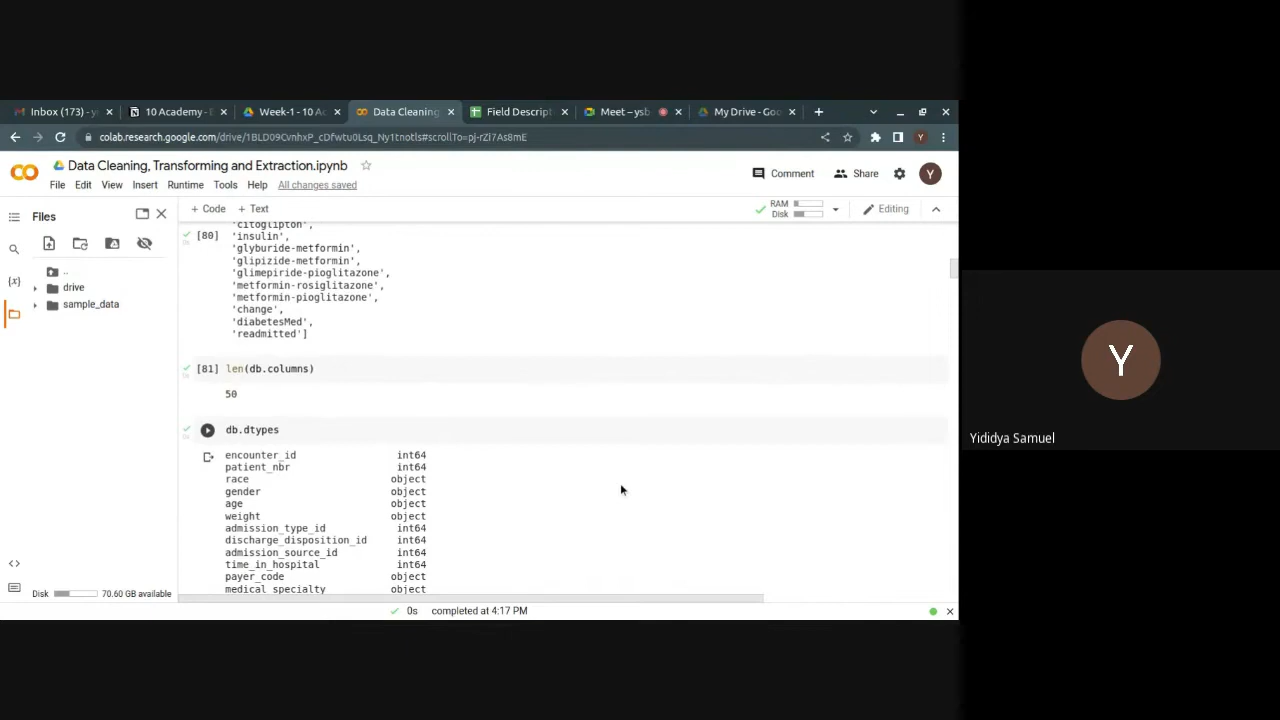 Inbox (173) - y
10 Academy - E
Week-1 - 10 Ac
Data Cleaning,
Field Descript
Meet – ysb
My Drive - Goo
colab.research.google.com/drive/1BLD09CvnhxP_cDfwtu0Lsq_Ny1tnotls#scrollTo=pj-rZl7As8mE
Data Cleaning, Transforming and Extraction.ipynb
File Edit View Insert Runtime Tools Help All changes saved
Comment
Share
Y
Files
+ Code + Text
RAM
Disk
Editing
..
drive
sample_data
{x}
<>
Disk 70.60 GB available
'citoglipton',
[80] 'insulin',
'glyburide-metformin',
'glipizide-metformin',
'glimepiride-pioglitazone',
'metformin-rosiglitazone',
'metformin-pioglitazone',
'change',
'diabetesMed',
'readmitted']
[81] len(db.columns)
50
db.dtypes
encounter_id int64
patient_nbr int64
race object
gender object
age object
weight object
admission_type_id int64
discharge_disposition_id int64
admission_source_id int64
time_in_hospital int64
payer_code object
medical_specialty object
0s completed at 4:17 PM
Y
Yididya Samuel